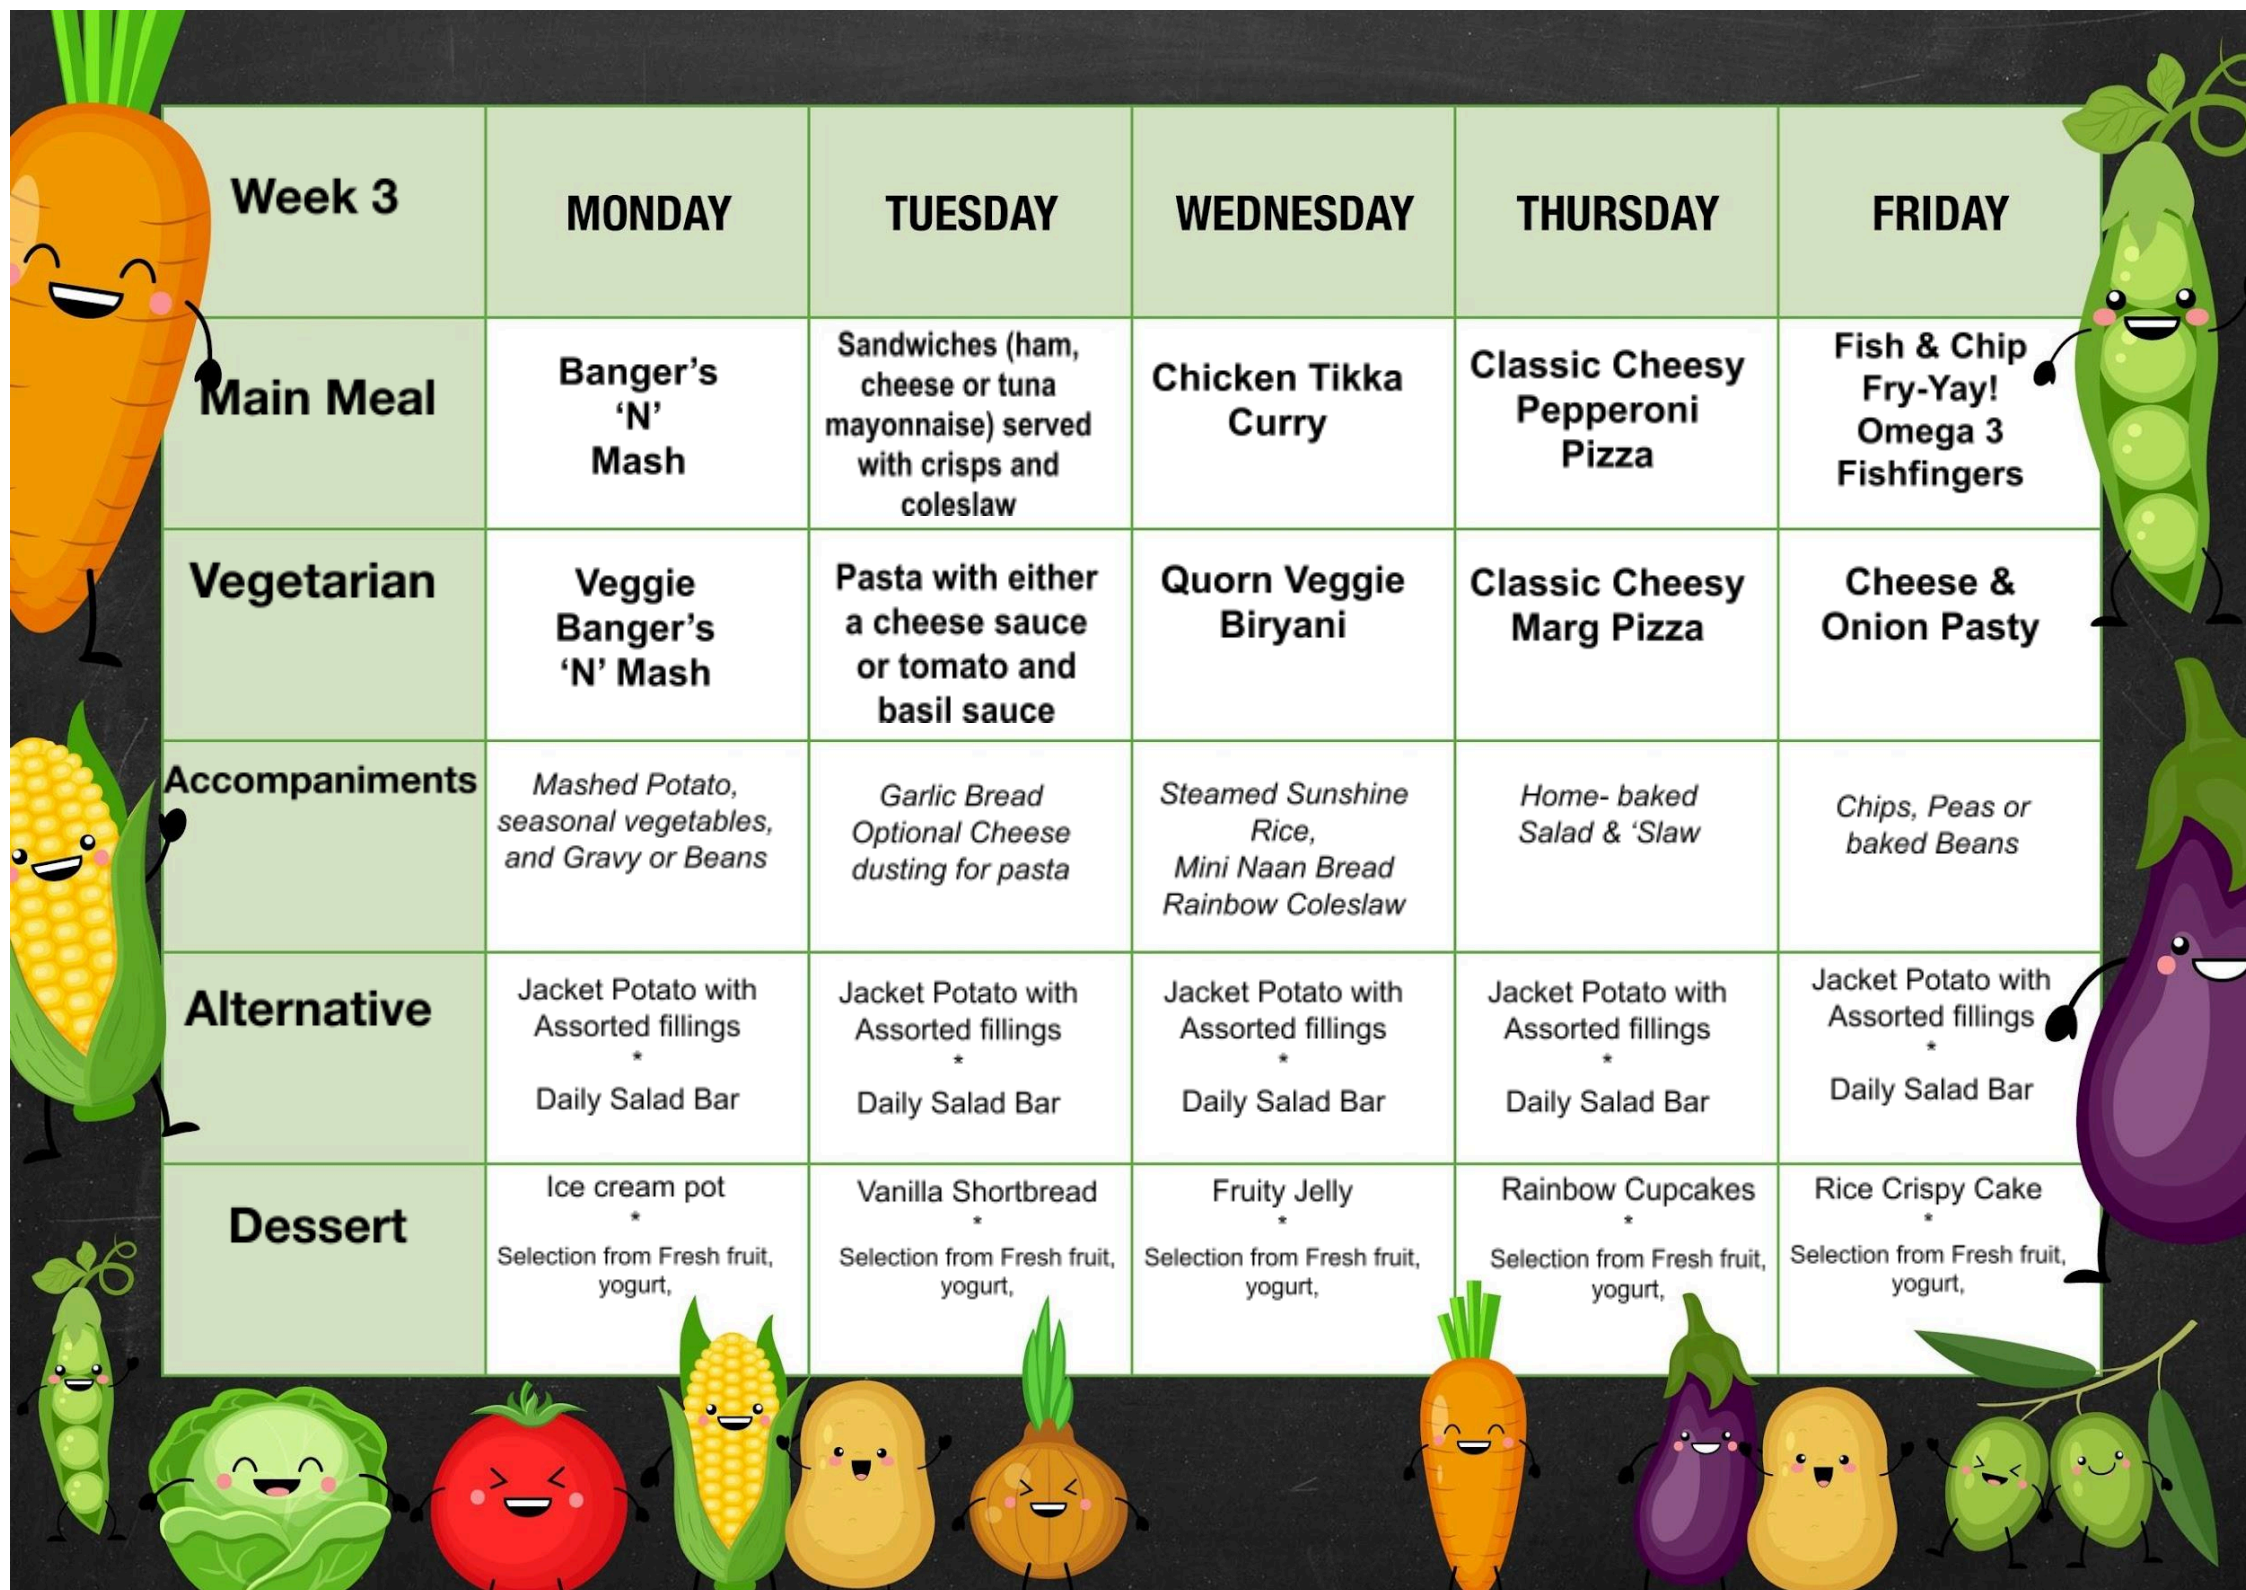 Week 3
MONDAY
TUESDAY
WEDNESDAY
THURSDAY
FRIDAY
Main Meal
Banger’s
‘N’
Mash
Sandwiches (ham,
cheese or tuna
mayonnaise) served
with crisps and
coleslaw
Chicken Tikka
Curry
Classic Cheesy
Pepperoni
Pizza
Fish & Chip
Fry-Yay!
Omega 3
Fishfingers
Vegetarian
Veggie
Banger’s
‘N’ Mash
Pasta with either
a cheese sauce
or tomato and
basil sauce
Quorn Veggie
Biryani
Classic Cheesy
Marg Pizza
Cheese &
Onion Pasty
Accompaniments
Mashed Potato,
seasonal vegetables,
and Gravy or Beans
Garlic Bread
Optional Cheese
dusting for pasta
Steamed Sunshine
Rice,
Mini Naan Bread
Rainbow Coleslaw
Home- baked
Salad & ‘Slaw
Chips, Peas or
baked Beans
Alternative
Jacket Potato with
Assorted fillings
*
Daily Salad Bar
Jacket Potato with
Assorted fillings
*
Daily Salad Bar
Jacket Potato with
Assorted fillings
*
Daily Salad Bar
Jacket Potato with
Assorted fillings
*
Daily Salad Bar
Jacket Potato with
Assorted fillings
*
Daily Salad Bar
Dessert
Ice cream pot
*
Selection from Fresh fruit,
yogurt,
Vanilla Shortbread
*
Selection from Fresh fruit,
yogurt,
Fruity Jelly
*
Selection from Fresh fruit,
yogurt,
Rainbow Cupcakes
*
Selection from Fresh fruit,
yogurt,
Rice Crispy Cake
*
Selection from Fresh fruit,
yogurt,